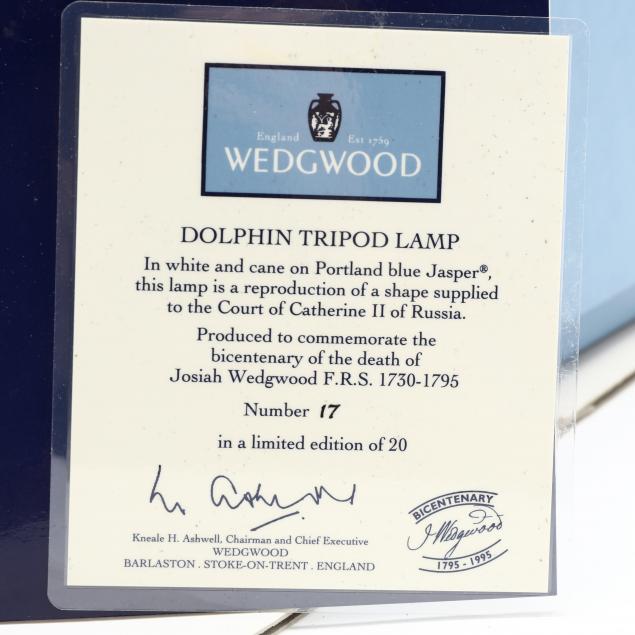 England Est 1759
WEDGWOOD
DOLPHIN TRIPOD LAMP
In white and cane on Portland blue Jasper®,
this lamp is a reproduction of a shape supplied
to the Court of Catherine II of Russia.
Produced to commemorate the
bicentenary of the death of
Josiah Wedgwood F.R.S. 1730-1795
Number 17
in a limited edition of 20
Kneale H. Ashwell, Chairman and Chief Executive
WEDGWOOD
BARLASTON . STOKE-ON-TRENT . ENGLAND
BICENTENARY
J Wedgwood
1795 - 1995